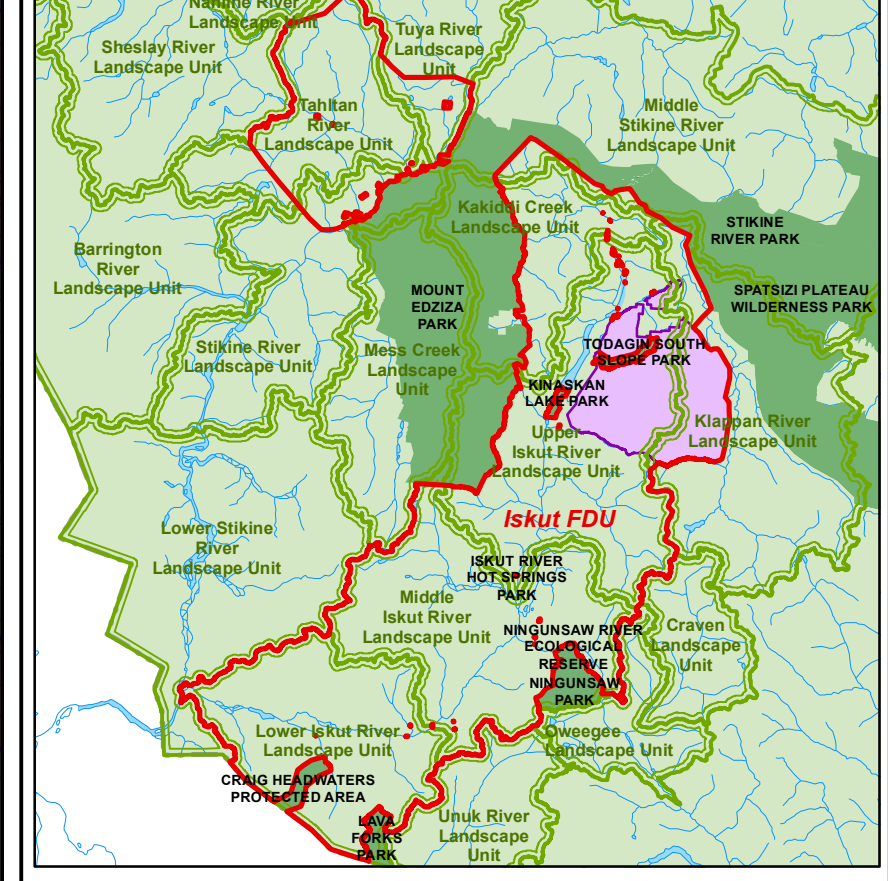 Nahlin River
Landscape Unit
Sheslay River
Landscape Unit
Tuya River
Landscape
Unit
Tahltan
River
Landscape Unit
Middle
Stikine River
Landscape Unit
Kakiddi Creek
Landscape Unit
STIKINE
RIVER PARK
Barrington
River
Landscape Unit
MOUNT
EDZIZA
PARK
SPATSIZI PLATEAU
WILDERNESS PARK
Stikine River
Landscape Unit
Mess Creek
Landscape
Unit
TODAGIN SOUTH
SLOPE PARK
KINASKAN
LAKE PARK
Upper
Iskut River
Landscape Unit
Klappan River
Landscape Unit
Iskut FDU
Lower Stikine
River
Landscape Unit
ISKUT RIVER
HOT SPRINGS
PARK
Middle
Iskut River
Landscape Unit
NINGUNSAW RIVER
ECOLOGICAL
RESERVE
NINGUNSAW
PARK
Craven
Landscape
Unit
Lower Iskut River
Landscape Unit
Oweegee
Landscape Unit
CRAIG HEADWATERS
PROTECTED AREA
LAVA
FORKS
PARK
Unuk River
Landscape
Unit